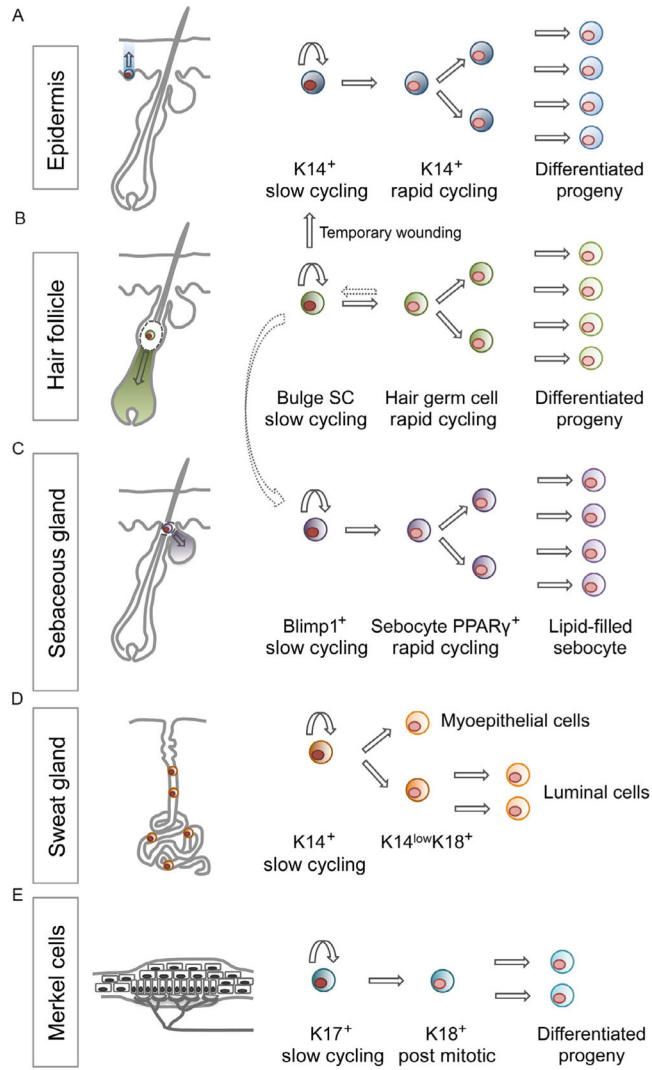 A
Epidermis
K14⁺
slow cycling
K14⁺
rapid cycling
Differentiated
progeny
B
Hair follicle
Temporary wounding
Bulge SC
slow cycling
Hair germ cell
rapid cycling
Differentiated
progeny
C
Sebaceous gland
Blimp1⁺
slow cycling
Sebocyte PPARγ⁺
rapid cycling
Lipid-filled
sebocyte
D
Sweat gland
Myoepithelial cells
Luminal cells
K14⁺
slow cycling
K14ˡᵒʷK18⁺
E
Merkel cells
K17⁺
slow cycling
K18⁺
post mitotic
Differentiated
progeny